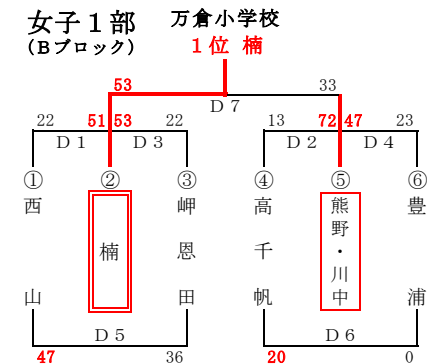 女子１部 万倉小学校
(Ｂブロック) １位 楠
53 33
Ｄ７
22 51 53 22 13 72 47 23
Ｄ１ Ｄ３ Ｄ２ Ｄ４
① ② ③ ④ ⑤ ⑥
西山 楠 岬恩田 高千帆 熊野・川中 豊浦
Ｄ５ Ｄ６
47 36 20 0